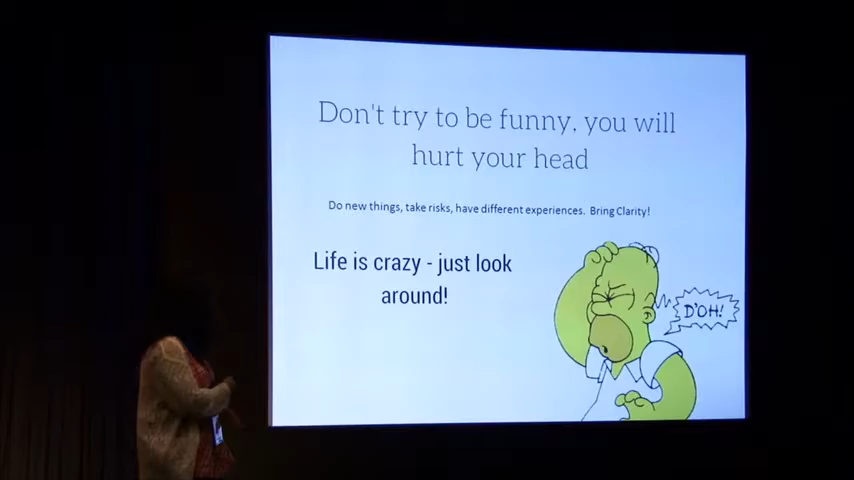 Don't try to be funny, you will
hurt your head
Do new things, take risks, have different experiences. Bring Clarity!
Life is crazy - just look
around!
D'OH!